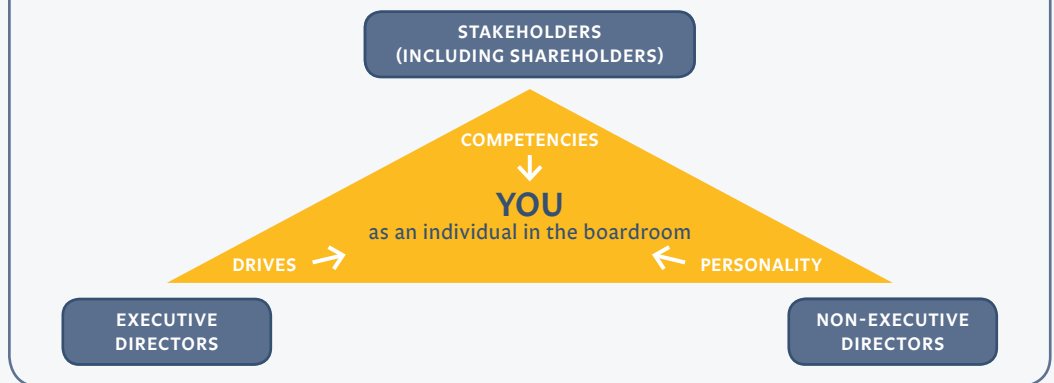 STAKEHOLDERS
(INCLUDING SHAREHOLDERS)
COMPETENCIES
YOU
as an individual in the boardroom
DRIVES
PERSONALITY
EXECUTIVE
DIRECTORS
NON-EXECUTIVE
DIRECTORS